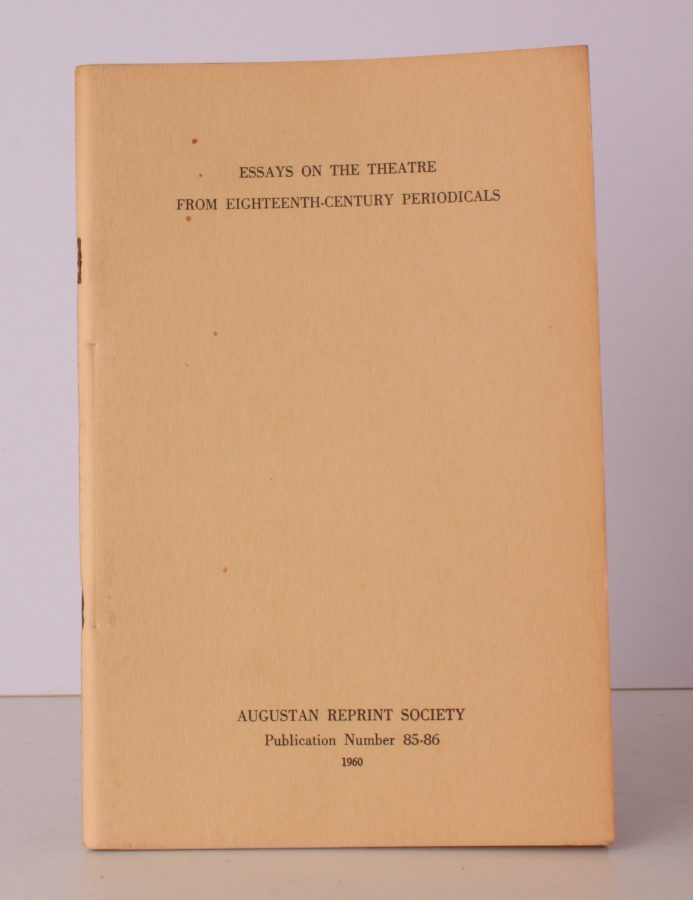 ESSAYS ON THE THEATRE
FROM EIGHTEENTH-CENTURY PERIODICALS
AUGUSTAN REPRINT SOCIETY
Publication Number 85-86
1960